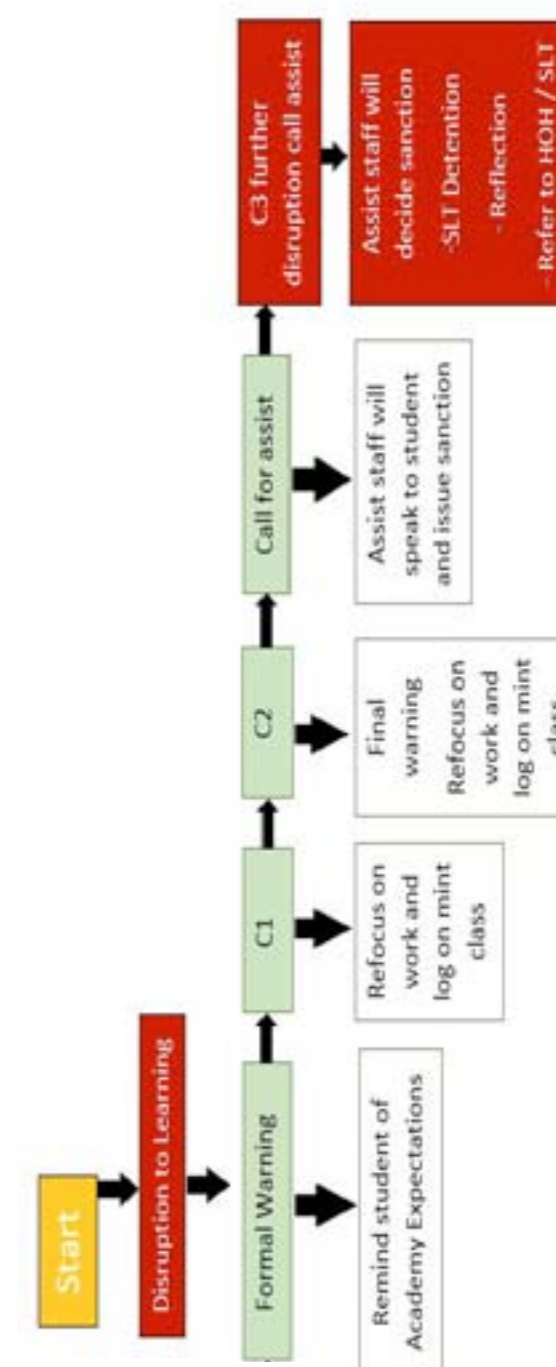 Start
Disruption to Learning
Formal Warning
Remind student of
Academy Expectations
C1
Refocus on
work and
log on mint
class
C2
Final
warning
Refocus on
work and
log on mint
class
Call for assist
Assist staff will
speak to student
and issue sanction
C3 further
disruption call assist
Assist staff will
decide sanction
-SLT Detention
- Reflection
- Refer to HOH / SLT